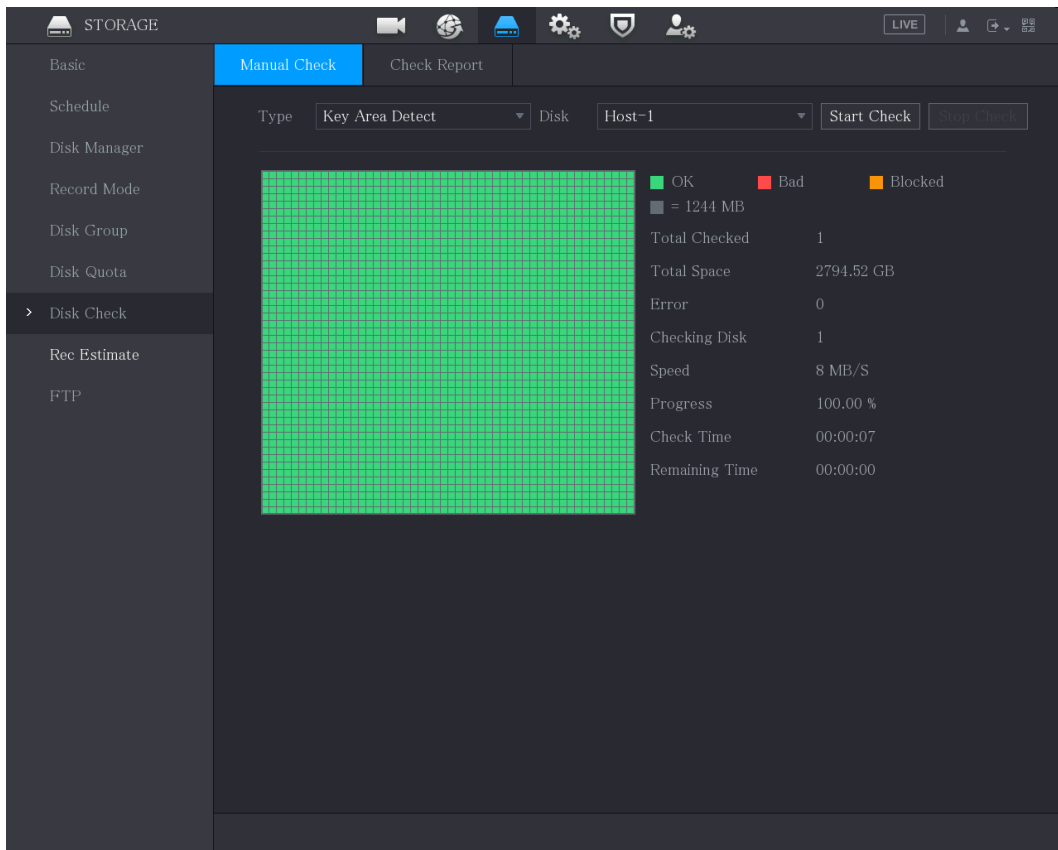 STORAGE
LIVE
Basic
Schedule
Disk Manager
Record Mode
Disk Group
Disk Quota
Disk Check
Rec Estimate
FTP
Manual Check Check Report
Type Key Area Detect Disk Host-1 Start Check Stop Check
OK Bad Blocked
= 1244 MB
Total Checked 1
Total Space 2794.52 GB
Error 0
Checking Disk 1
Speed 8 MB/S
Progress 100.00 %
Check Time 00:00:07
Remaining Time 00:00:00